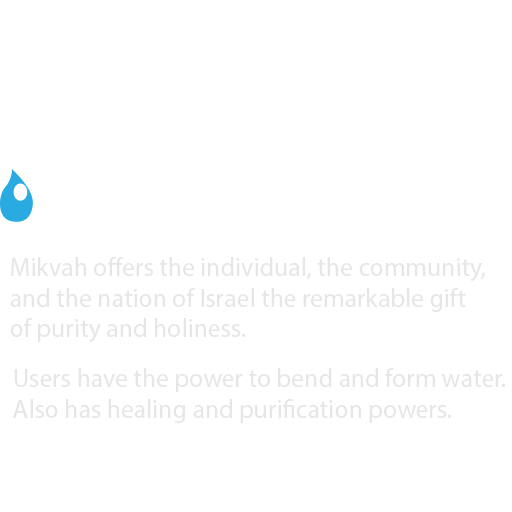 Mikvah offers the individual, the community,
and the nation of Israel the remarkable gift
of purity and holiness.
Users have the power to bend and form water.
Also has healing and purification powers.